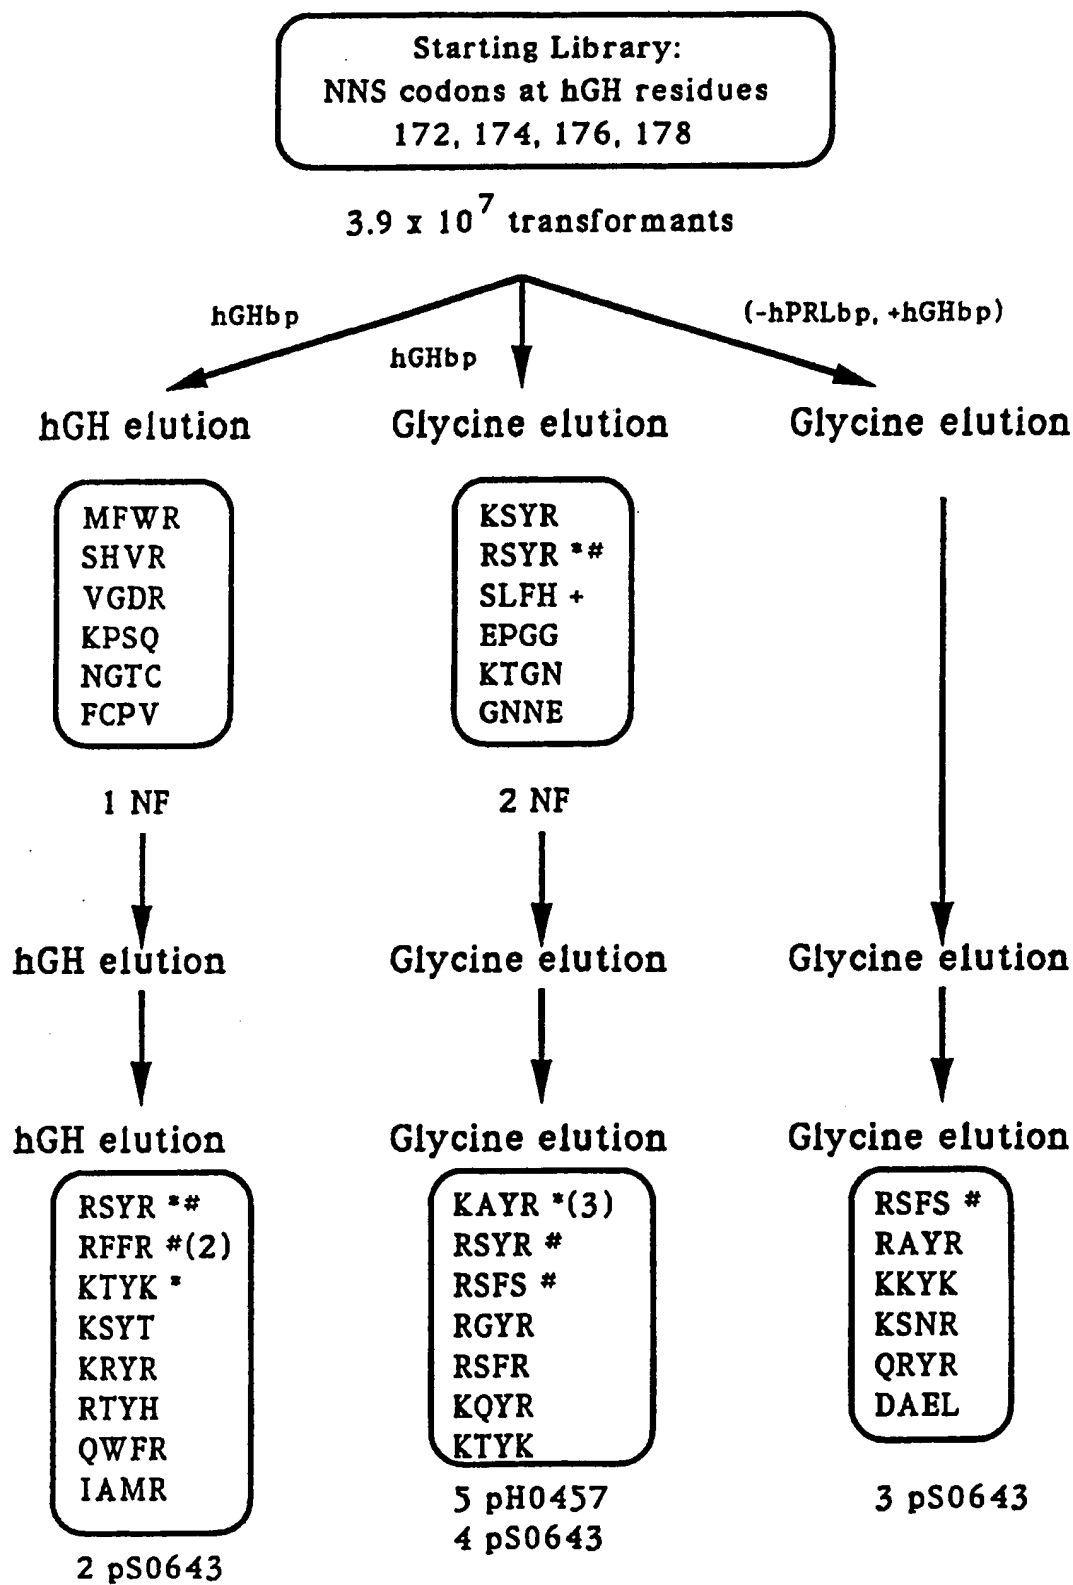 Starting Library:
NNS codons at hGH residues
172, 174, 176, 178
3.9 x 10^7 transformants
hGHbp
hGHbp
(-hPRLbp, +hGHbp)
hGH elution
Glycine elution
Glycine elution
MFWR
SHVR
VGDR
KPSQ
NGTC
FCPV
1 NF
KSYR
RSYR *#
SLFH +
EPGG
KTGN
GNNE
2 NF
hGH elution
Glycine elution
Glycine elution
hGH elution
Glycine elution
Glycine elution
RSYR *#
RFFR #(2)
KTYK *
KSYT
KRYR
RTYH
QWFR
IAMR
2 pS0643
KAYR *(3)
RSYR #
RSFS #
RGYR
RSFR
KQYR
KTYK
5 pH0457
4 pS0643
RSFS #
RAYR
KKYK
KSNR
QRYR
DAEL
3 pS0643